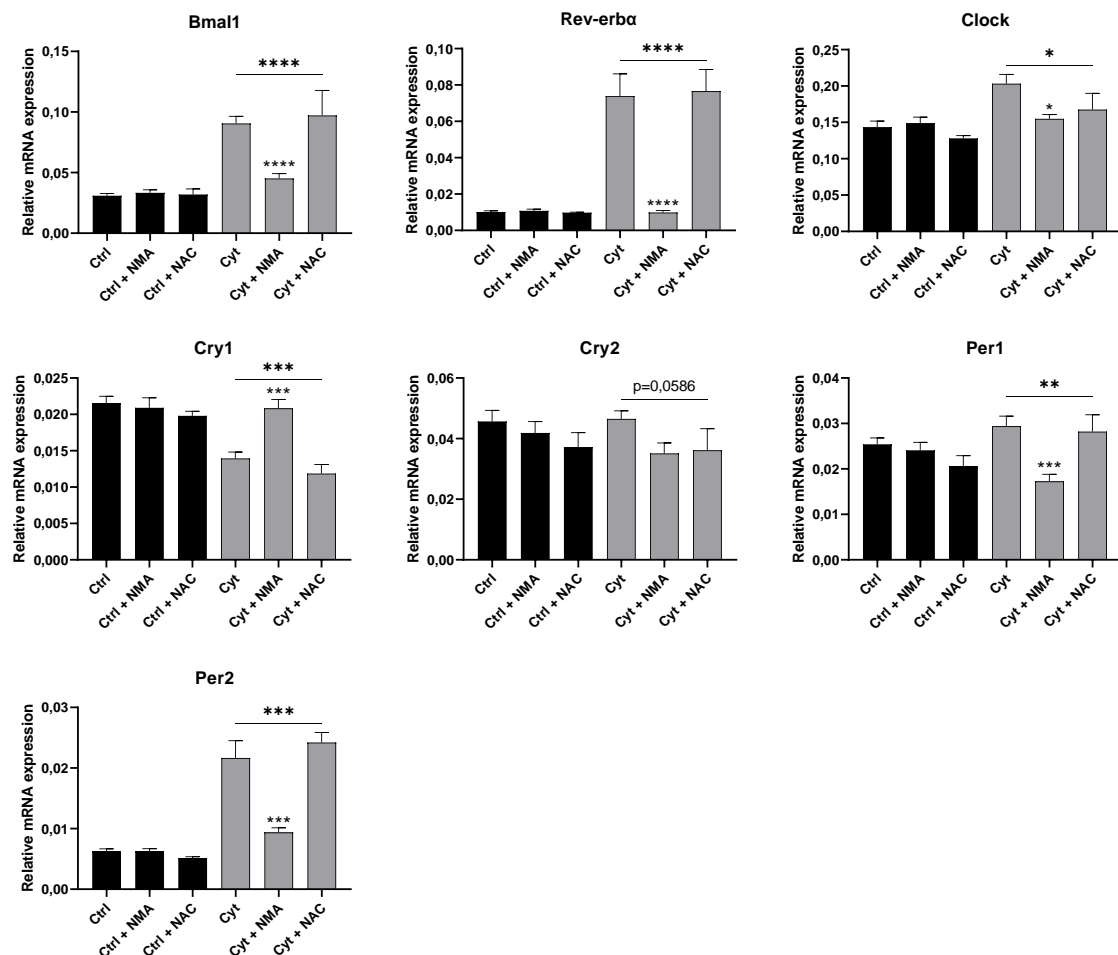 Bmal1
Relative mRNA expression
0,15
0,10
0,05
0,00
****
****
Ctrl
Ctrl + NMA
Ctrl + NAC
Cyt
Cyt + NMA
Cyt + NAC
Rev-erbα
Relative mRNA expression
0,10
0,08
0,06
0,04
0,02
0,00
****
****
Ctrl
Ctrl + NMA
Ctrl + NAC
Cyt
Cyt + NMA
Cyt + NAC
Clock
Relative mRNA expression
0,25
0,20
0,15
0,10
0,05
0,00
*
*
Ctrl
Ctrl + NMA
Ctrl + NAC
Cyt
Cyt + NMA
Cyt + NAC
Cry1
Relative mRNA expression
0,025
0,020
0,015
0,010
0,005
0,000
***
***
Ctrl
Ctrl + NMA
Ctrl + NAC
Cyt
Cyt + NMA
Cyt + NAC
Cry2
Relative mRNA expression
0,06
0,04
0,02
0,00
p=0,0586
Ctrl
Ctrl + NMA
Ctrl + NAC
Cyt
Cyt + NMA
Cyt + NAC
Per1
Relative mRNA expression
0,04
0,03
0,02
0,01
0,00
**
***
Ctrl
Ctrl + NMA
Ctrl + NAC
Cyt
Cyt + NMA
Cyt + NAC
Per2
Relative mRNA expression
0,03
0,02
0,01
0,00
***
***
Ctrl
Ctrl + NMA
Ctrl + NAC
Cyt
Cyt + NMA
Cyt + NAC